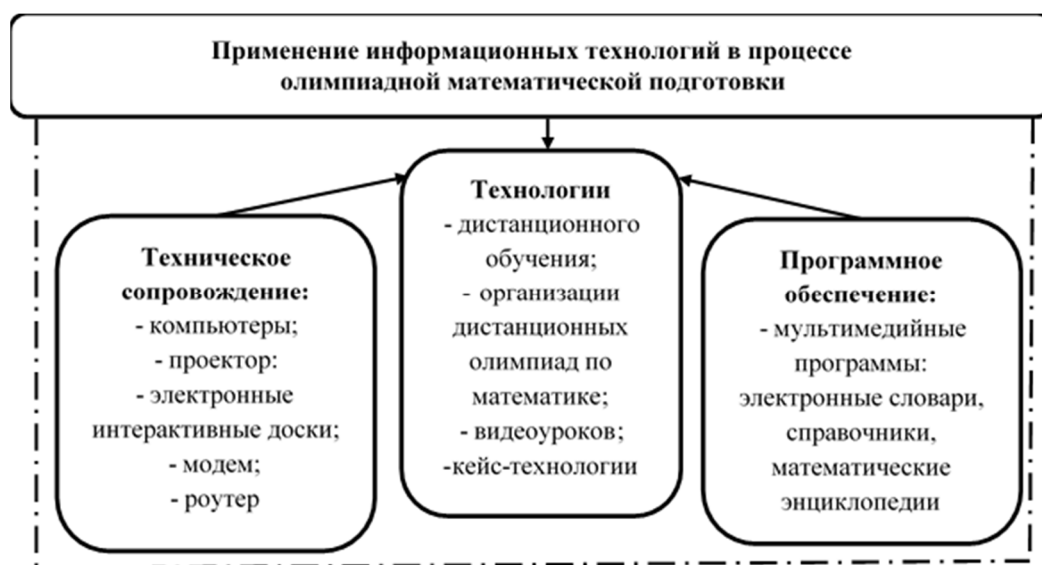 Применение информационных технологий в процессе
олимпиадной математической подготовки
Техническое
сопровождение:
- компьютеры;
- проектор:
- электронные
интерактивные доски;
- модем;
- роутер
Технологии
- дистанционного
обучения;
- организации
дистанционных
олимпиад по
математике;
- видеоуроков;
-кейс-технологии
Программное
обеспечение:
- мультимедийные
программы:
электронные словари,
справочники,
математические
энциклопедии